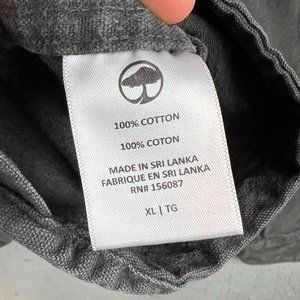 100% COTTON
100% COTON
MADE IN SRI LANKA
FABRIQUE EN SRI LANKA
RN# 156087
XL | TG